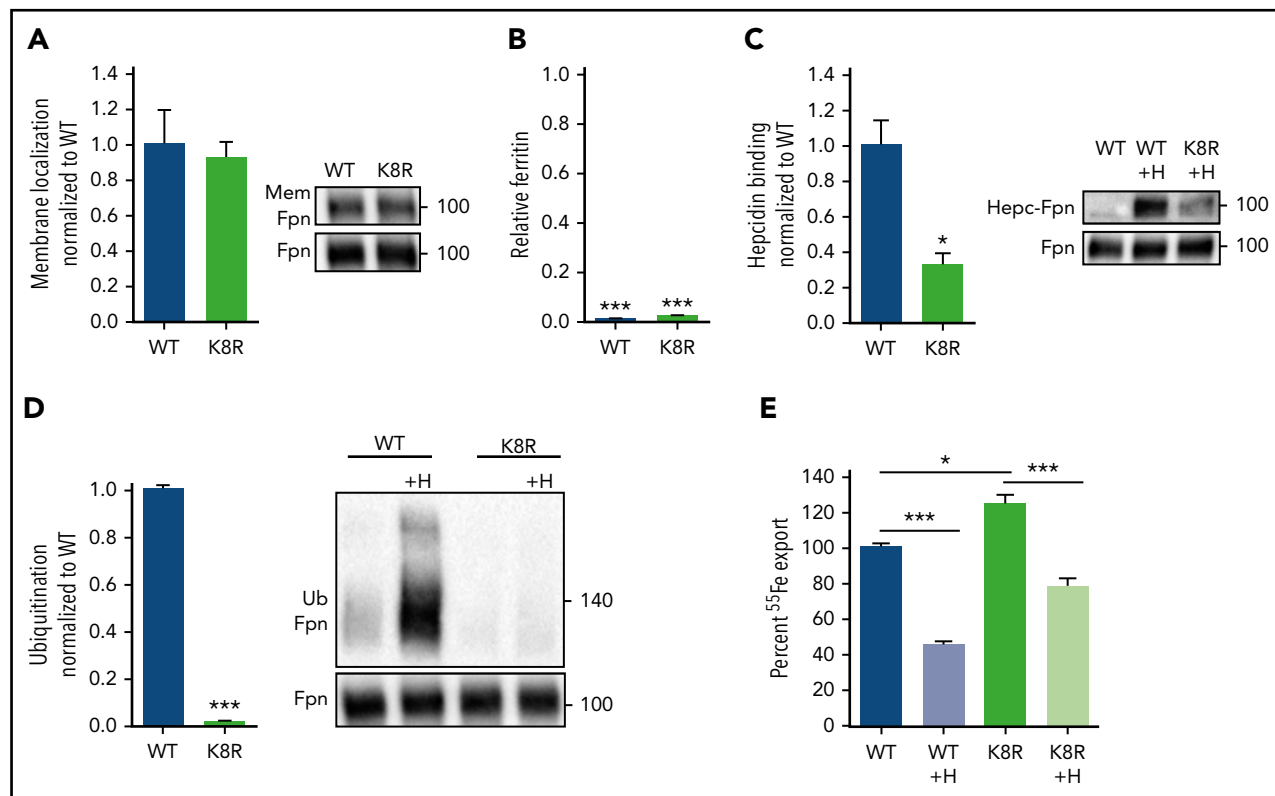 A
Membrane localization
normalized to WT
1.4
1.2
1.0
0.8
0.6
0.4
0.2
0.0
WT
K8R
WT K8R
Mem
Fpn
100
Fpn
100
B
Relative ferritin
1.0
0.8
0.6
0.4
0.2
0.0
***
***
WT
K8R
C
Hepcidin binding
normalized to WT
1.4
1.2
1.0
0.8
0.6
0.4
0.2
0.0
*
WT
K8R
WT WT K8R
+H +H
Hepc-Fpn
100
Fpn
100
D
Ubiquitination
normalized to WT
1.0
0.8
0.6
0.4
0.2
0.0
***
WT
K8R
WT K8R
+H +H
Ub
Fpn
140
Fpn
100
E
Percent 55Fe export
140
120
100
80
60
40
20
0
*
***
***
WT WT K8R K8R
+H +H